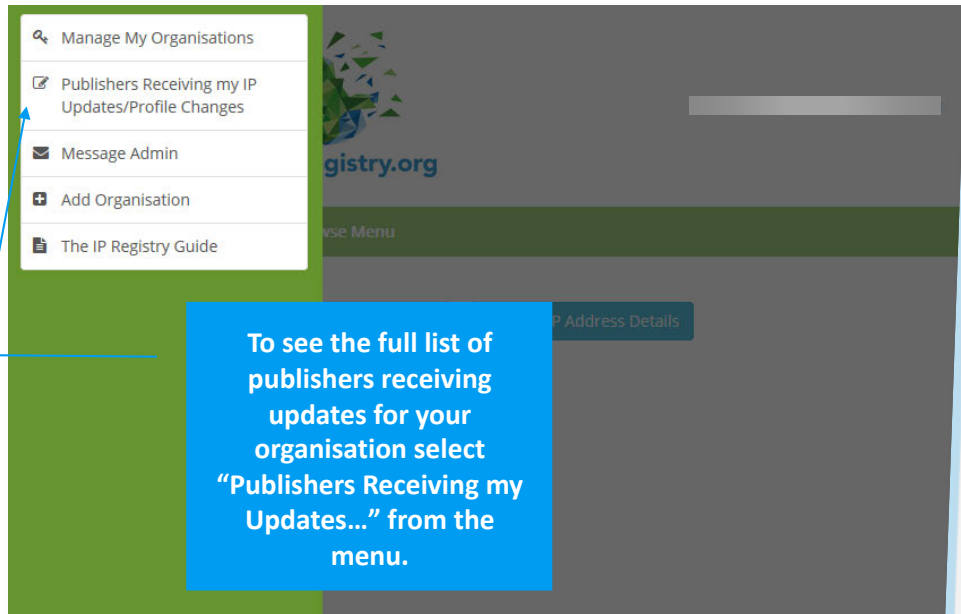 Manage My Organisations
Publishers Receiving my IP
Updates/Profile Changes
Message Admin
gistry.org
Add Organisation
The IP Registry Guide
wse Menu
P Address Details
To see the full list of
publishers receiving
updates for your
organisation select
“Publishers Receiving my
Updates…” from the
menu.